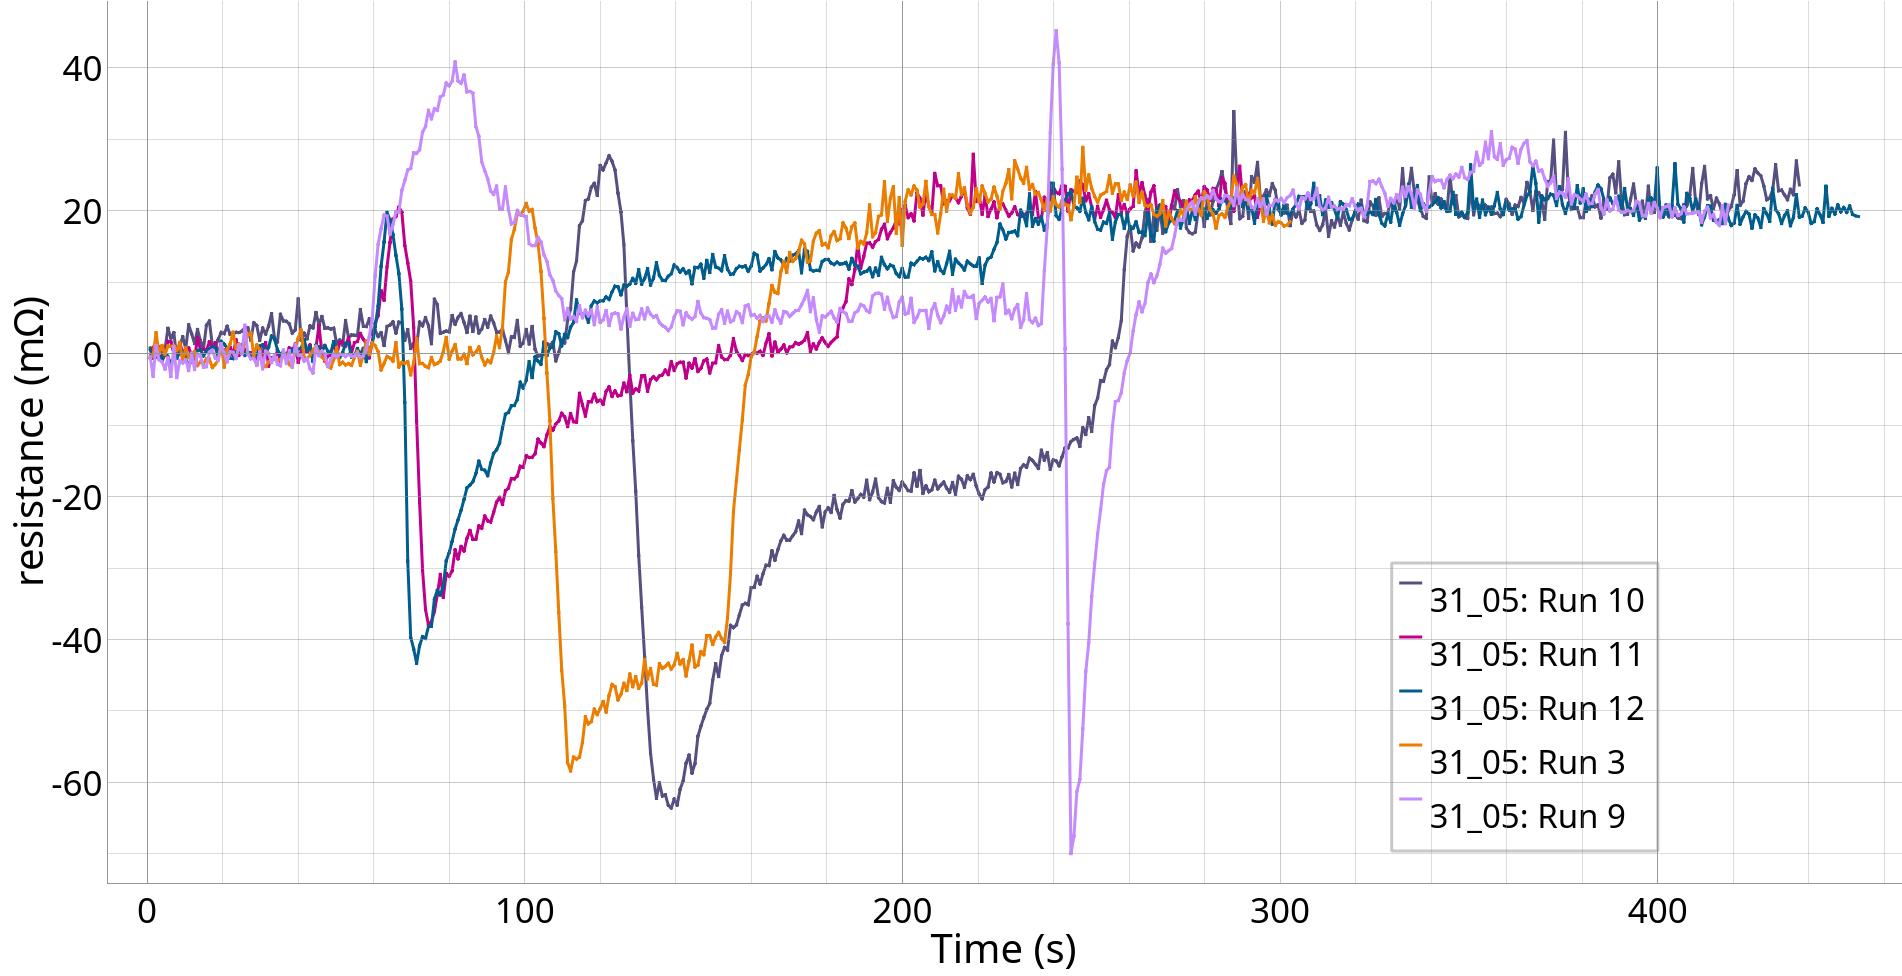 40
20
0
-20
-40
-60
resistance (mΩ)
0 100 200 300 400
Time (s)
31_05: Run 10
31_05: Run 11
31_05: Run 12
31_05: Run 3
31_05: Run 9